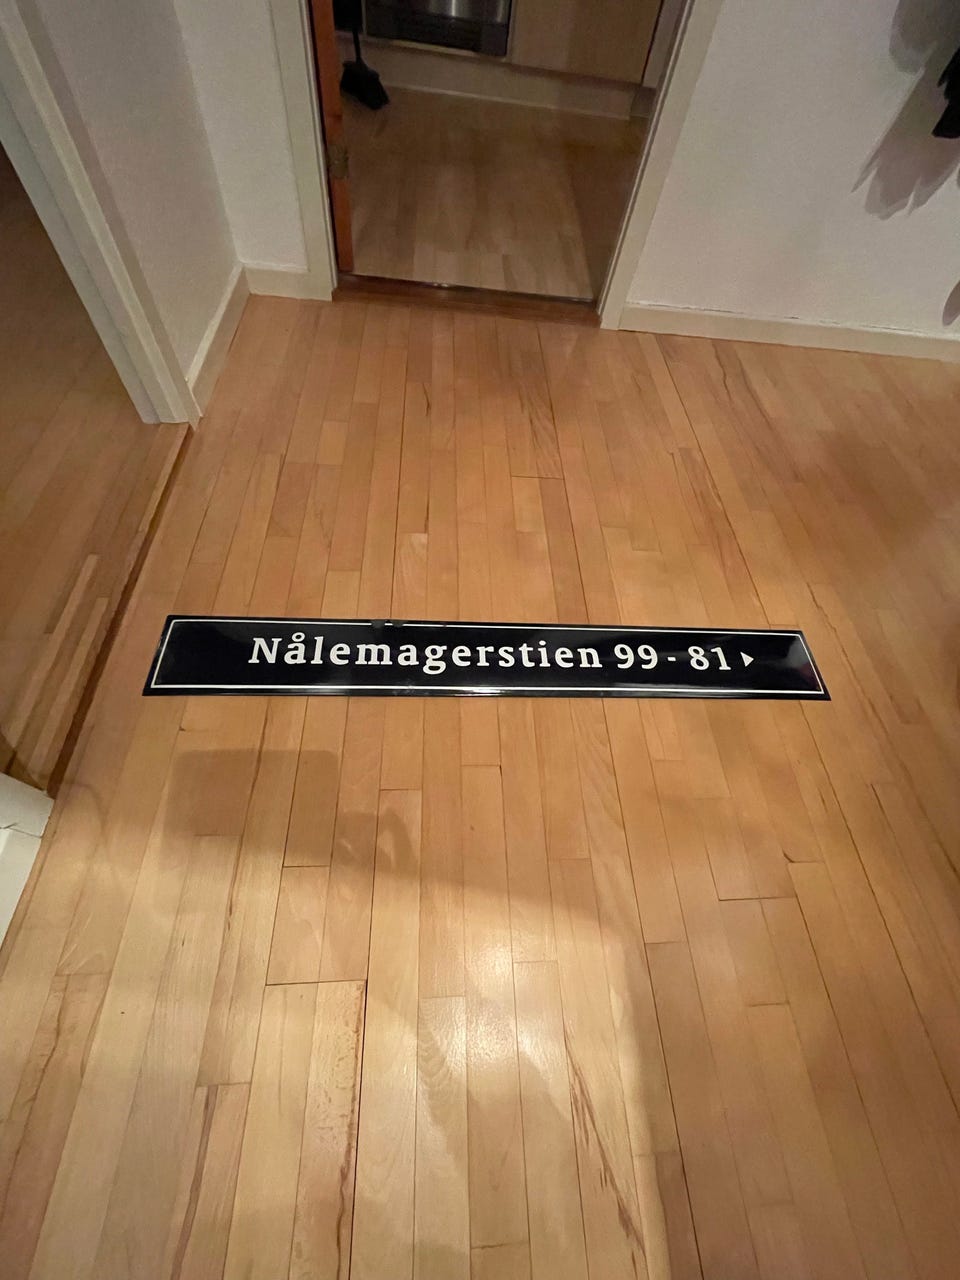 Nålemagerstien 99 - 81 ▸